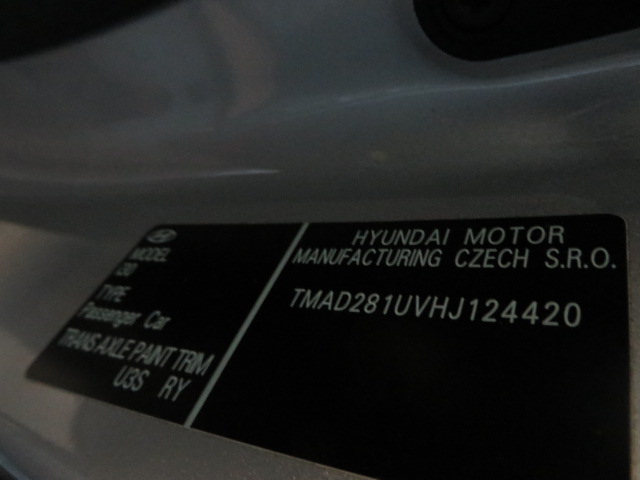 MODEL
i30
TYPE
Passenger Car
TRANS AXLE PAINT TRIM
U3S RY
HYUNDAI MOTOR
MANUFACTURING CZECH S.R.O.
TMAD281UVHJ124420